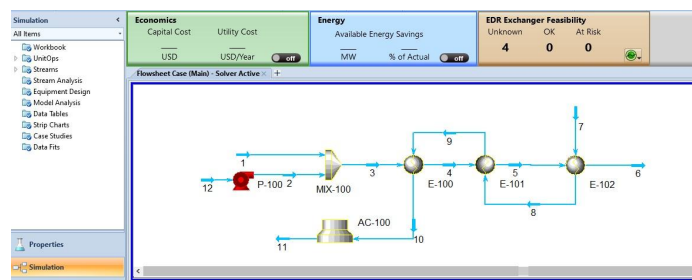 Simulation <
All Items
Workbook
UnitOps
Streams
Stream Analysis
Equipment Design
Model Analysis
Data Tables
Strip Charts
Case Studies
Data Fits
Properties
Simulation
Economics
Capital Cost Utility Cost
USD USD/Year off
Energy
Available Energy Savings
MW % of Actual off
EDR Exchanger Feasibility
Unknown OK At Risk
4 0 0
Flowsheet Case (Main) - Solver Active × +
7
9
1
3 4 5 6
12 P-100 2 MIX-100 E-100 E-101 E-102
8
AC-100
11 10
<